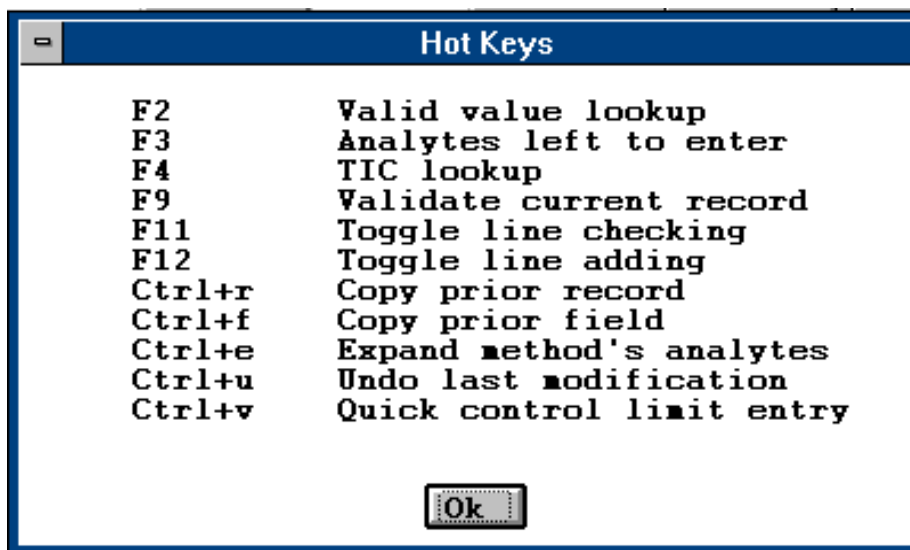 Hot Keys
F2 Valid value lookup
F3 Analytes left to enter
F4 TIC lookup
F9 Validate current record
F11 Toggle line checking
F12 Toggle line adding
Ctrl+r Copy prior record
Ctrl+f Copy prior field
Ctrl+e Expand method's analytes
Ctrl+u Undo last modification
Ctrl+v Quick control limit entry
Ok